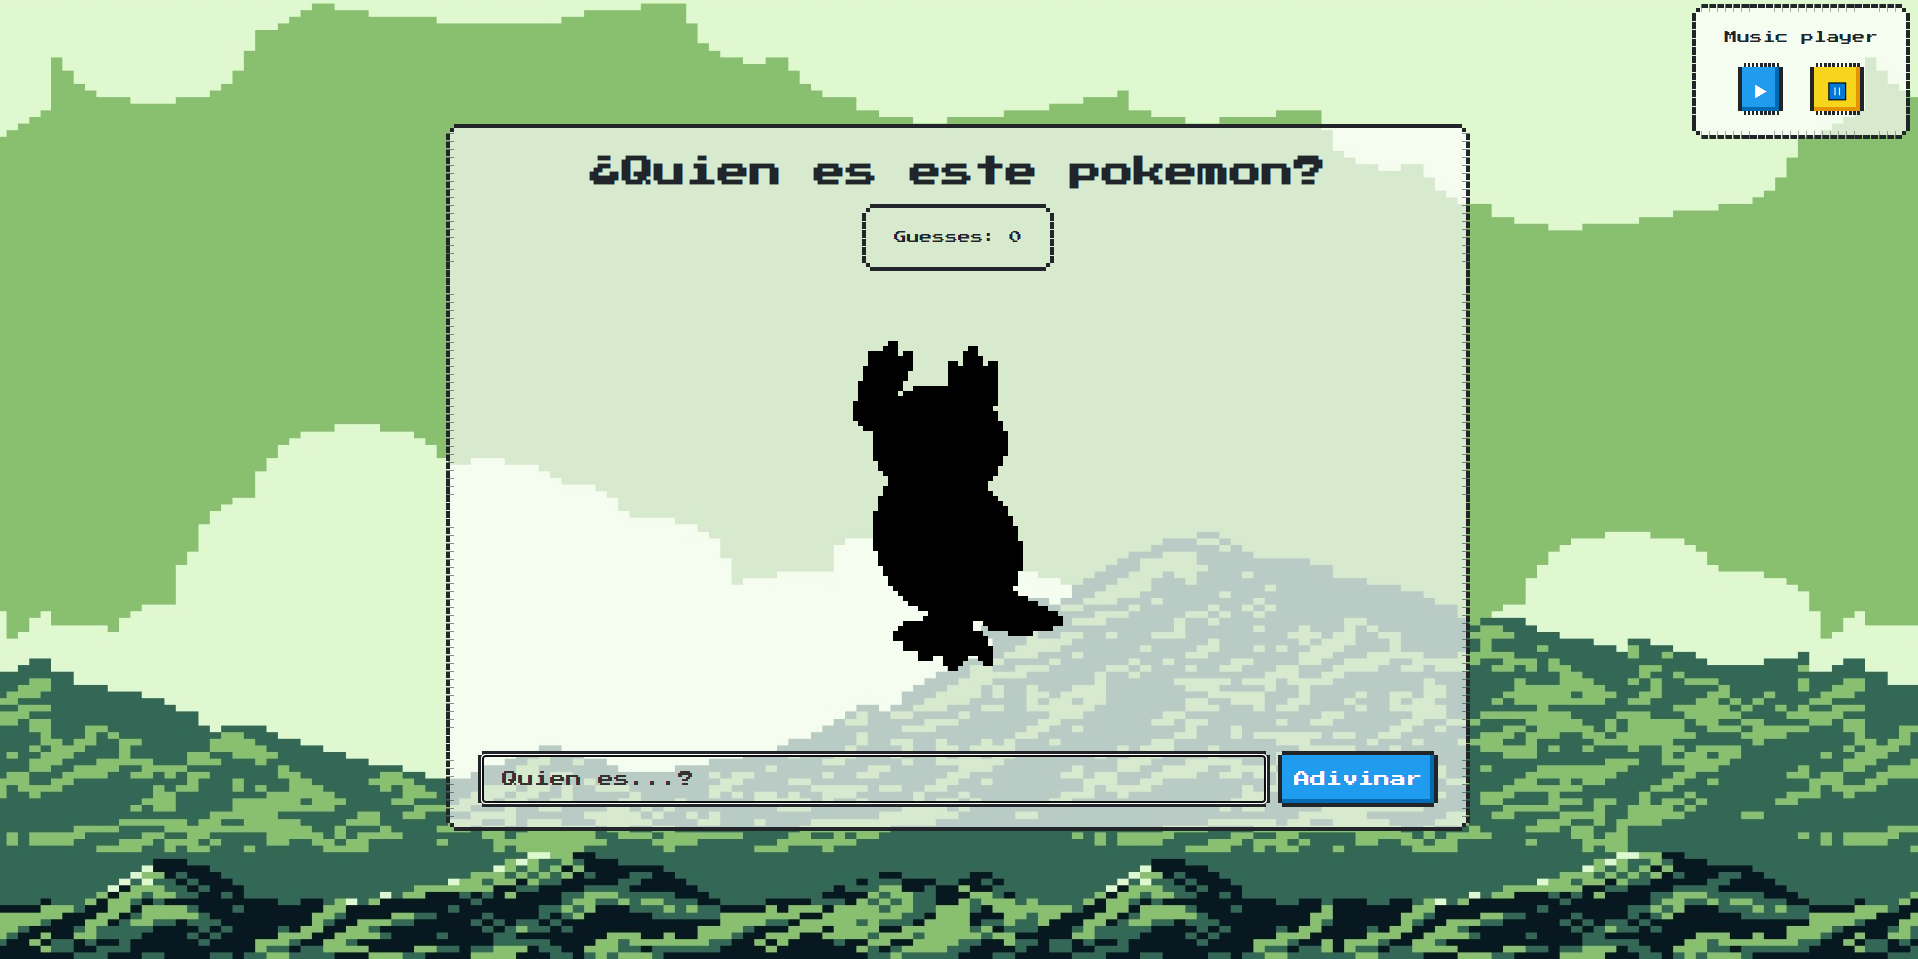 Music player
¿Quien es este pokemon?
Guesses: 0
Quien es...?
Adivinar